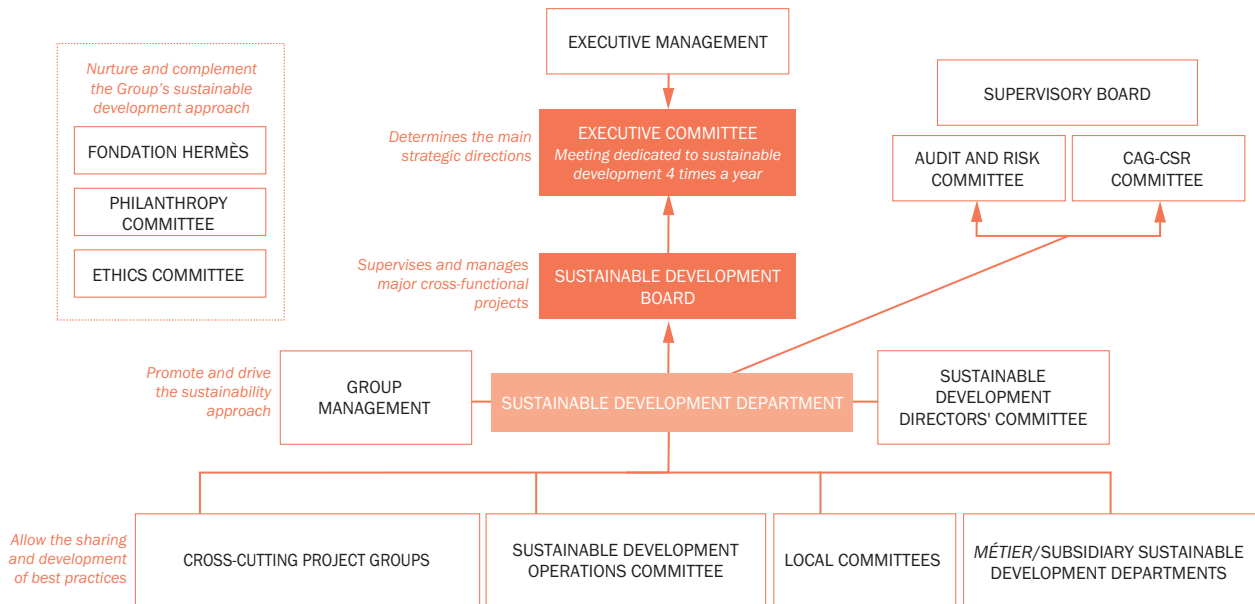 EXECUTIVE MANAGEMENT
Nurture and complement
the Group's sustainable
development approach
FONDATION HERMÈS
PHILANTHROPY
COMMITTEE
ETHICS COMMITTEE
Determines the main
strategic directions
EXECUTIVE COMMITTEE
Meeting dedicated to sustainable
development 4 times a year
SUPERVISORY BOARD
AUDIT AND RISK
COMMITTEE
CAG-CSR
COMMITTEE
Supervises and manages
major cross-functional
projects
SUSTAINABLE DEVELOPMENT
BOARD
Promote and drive
the sustainability
approach
GROUP
MANAGEMENT
SUSTAINABLE DEVELOPMENT DEPARTMENT
SUSTAINABLE
DEVELOPMENT
DIRECTORS' COMMITTEE
Allow the sharing
and development
of best practices
CROSS-CUTTING PROJECT GROUPS
SUSTAINABLE DEVELOPMENT
OPERATIONS COMMITTEE
LOCAL COMMITTEES
MÉTIER/SUBSIDIARY SUSTAINABLE
DEVELOPMENT DEPARTMENTS